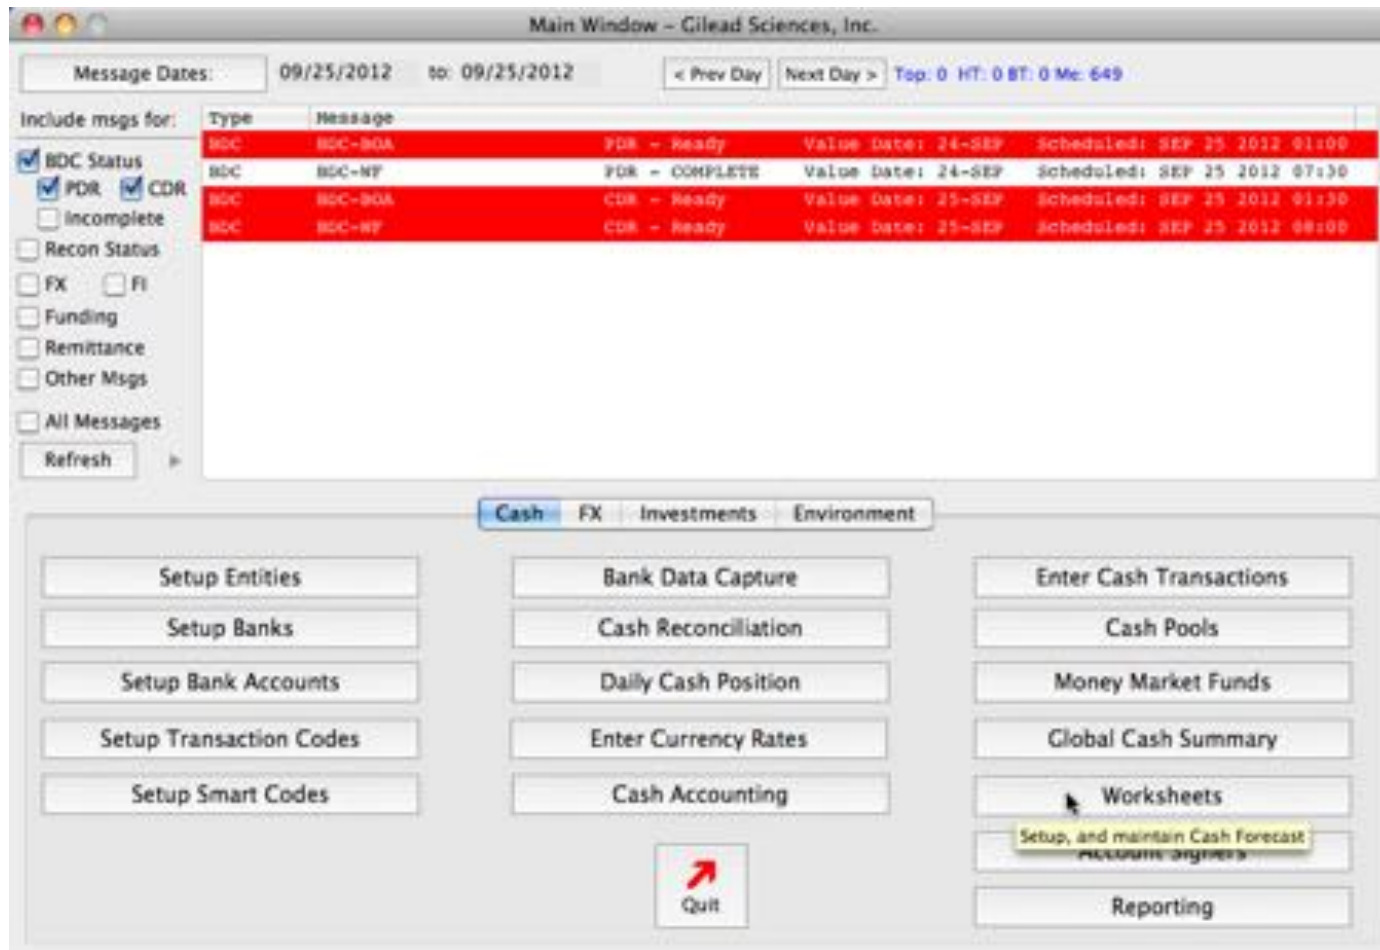 Main Window – Gilead Sciences, Inc.
Message Dates: 09/25/2012 to: 09/25/2012 < Prev Day Next Day > Top: 0 HT: 0 BT: 0 Me: 649
Include msgs for: Type Message
BDC BDC-BOA PDR - Ready Value Date: 24-SEP Scheduled: SEP 25 2012 01:00
BDC Status
BDC BDC-WF PDR - COMPLETE Value Date: 24-SEP Scheduled: SEP 25 2012 07:30
PDR CDR
BDC BDC-BOA CDR - Ready Value Date: 25-SEP Scheduled: SEP 25 2012 01:30
Incomplete
BDC BDC-WF CDR - Ready Value Date: 25-SEP Scheduled: SEP 25 2012 08:00
Recon Status
FX FI
Funding
Remittance
Other Msgs
All Messages
Refresh
Cash FX Investments Environment
Setup Entities Bank Data Capture Enter Cash Transactions
Setup Banks Cash Reconciliation Cash Pools
Setup Bank Accounts Daily Cash Position Money Market Funds
Setup Transaction Codes Enter Currency Rates Global Cash Summary
Setup Smart Codes Cash Accounting Worksheets
Setup, and maintain Cash Forecast
Account Signers
Quit Reporting